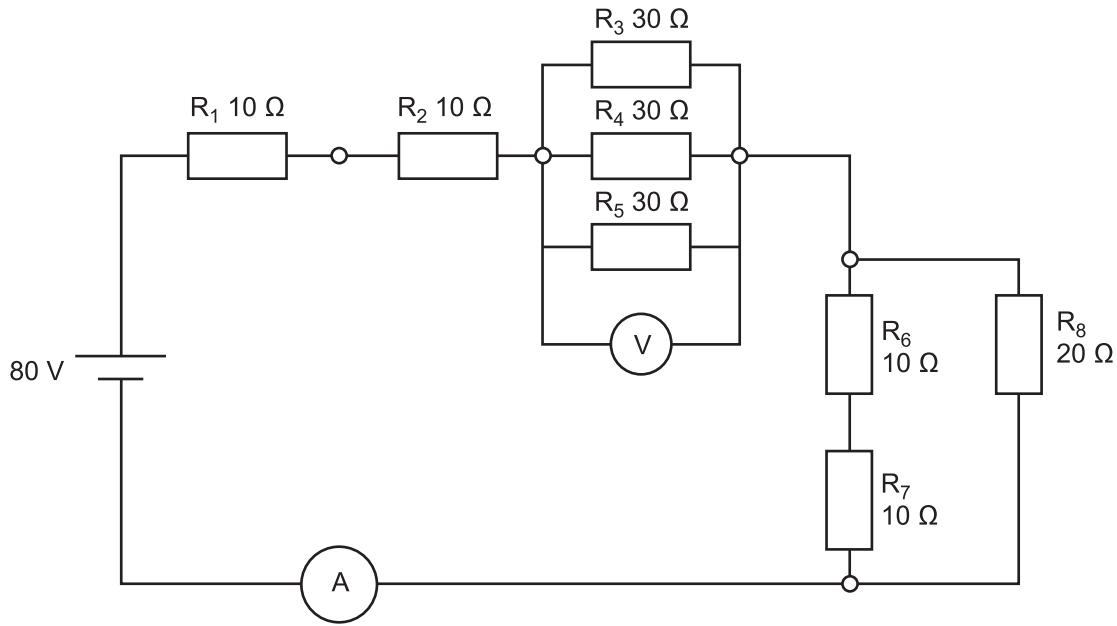 R₃ 30 Ω
R₁ 10 Ω
R₂ 10 Ω
R₄ 30 Ω
R₅ 30 Ω
V
80 V
R₆
10 Ω
R₈
20 Ω
R₇
10 Ω
A